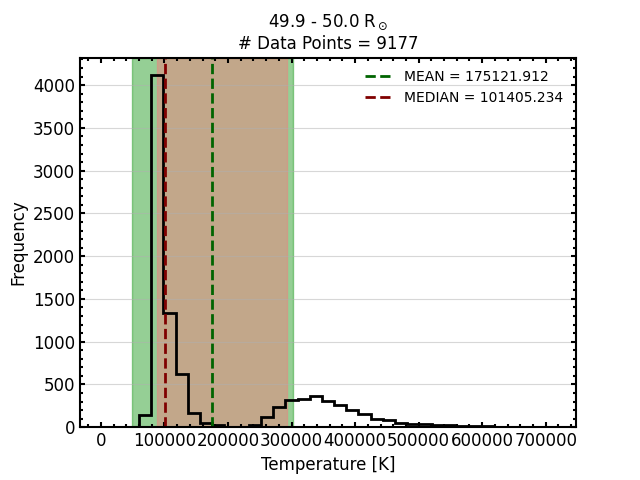 49.9 - 50.0 R⊙
# Data Points = 9177
MEAN = 175121.912
MEDIAN = 101405.234
Frequency
4000
3500
3000
2500
2000
1500
1000
500
0
0 100000 200000 300000 400000 500000 600000 700000
Temperature [K]